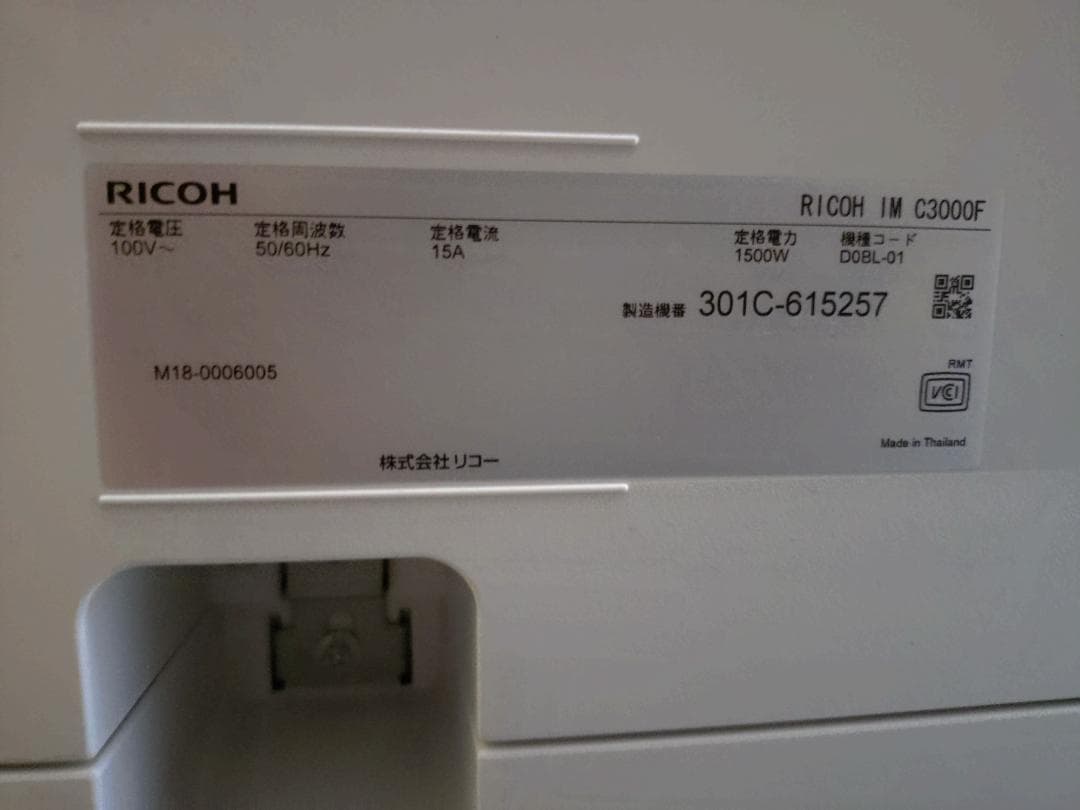 RICOH
RICOH IM C3000F
定格電圧 定格周波数 定格電流 定格電力 機種コード
100V～ 50/60Hz 15A 1500W D0BL-01
製造機番 301C-615257
M18-0006005
RMT
VCCI
Made in Thailand
株式会社リコー